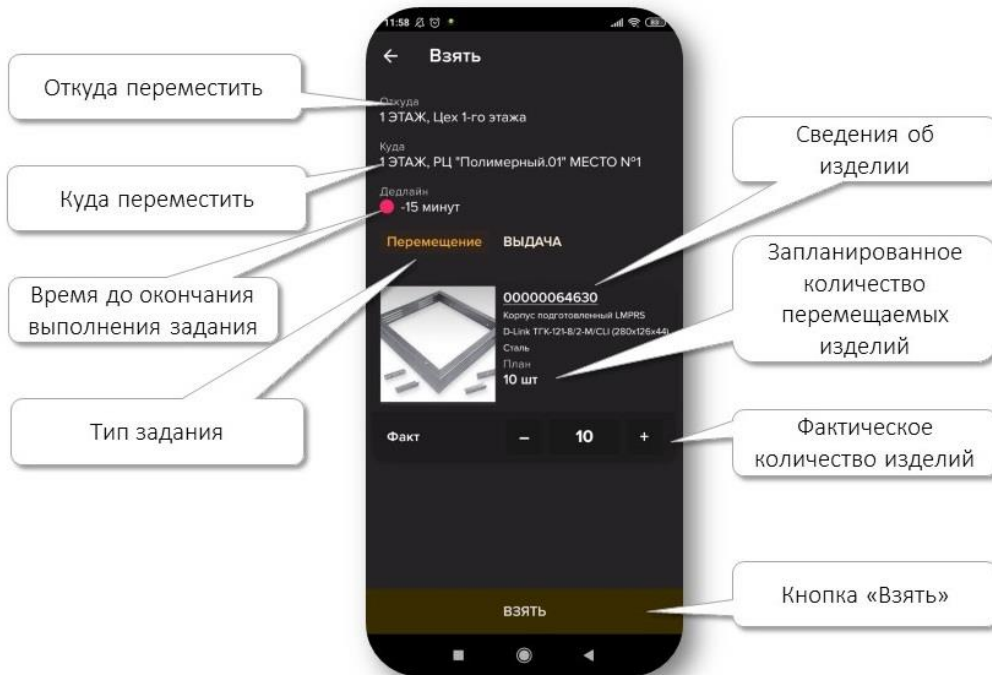 11:58
Взять
Откуда
1 ЭТАЖ, Цех 1-го этажа
Куда
1 ЭТАЖ, РЦ "Полимерный.01" МЕСТО №1
Дедлайн
-15 минут
Перемещение ВЫДАЧА
00000064630
Корпус подготовленный LMPRS
D-Link ТГК-121-8/2-М/CLI (280x126x44)
Сталь
План
10 шт
Факт – 10 +
ВЗЯТЬ
Откуда переместить
Куда переместить
Время до окончания
выполнения задания
Тип задания
Сведения об
изделии
Запланированное
количество
перемещаемых
изделий
Фактическое
количество изделий
Кнопка «Взять»